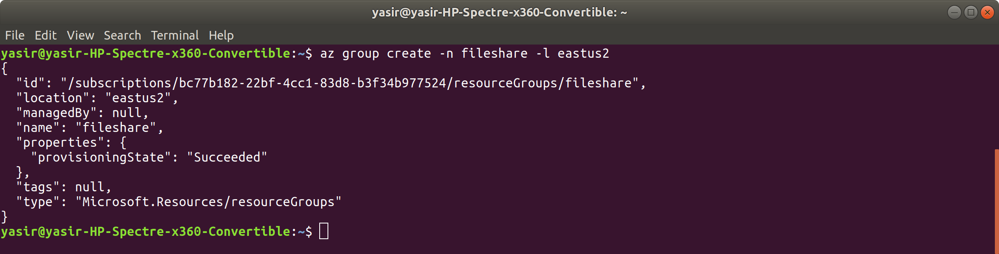 yasir@yasir-HP-Spectre-x360-Convertible: ~
File Edit View Search Terminal Help
yasir@yasir-HP-Spectre-x360-Convertible:~$ az group create -n fileshare -l eastus2
{
  "id": "/subscriptions/bc77b182-22bf-4cc1-83d8-b3f34b977524/resourceGroups/fileshare",
  "location": "eastus2",
  "managedBy": null,
  "name": "fileshare",
  "properties": {
    "provisioningState": "Succeeded"
  },
  "tags": null,
  "type": "Microsoft.Resources/resourceGroups"
}
yasir@yasir-HP-Spectre-x360-Convertible:~$